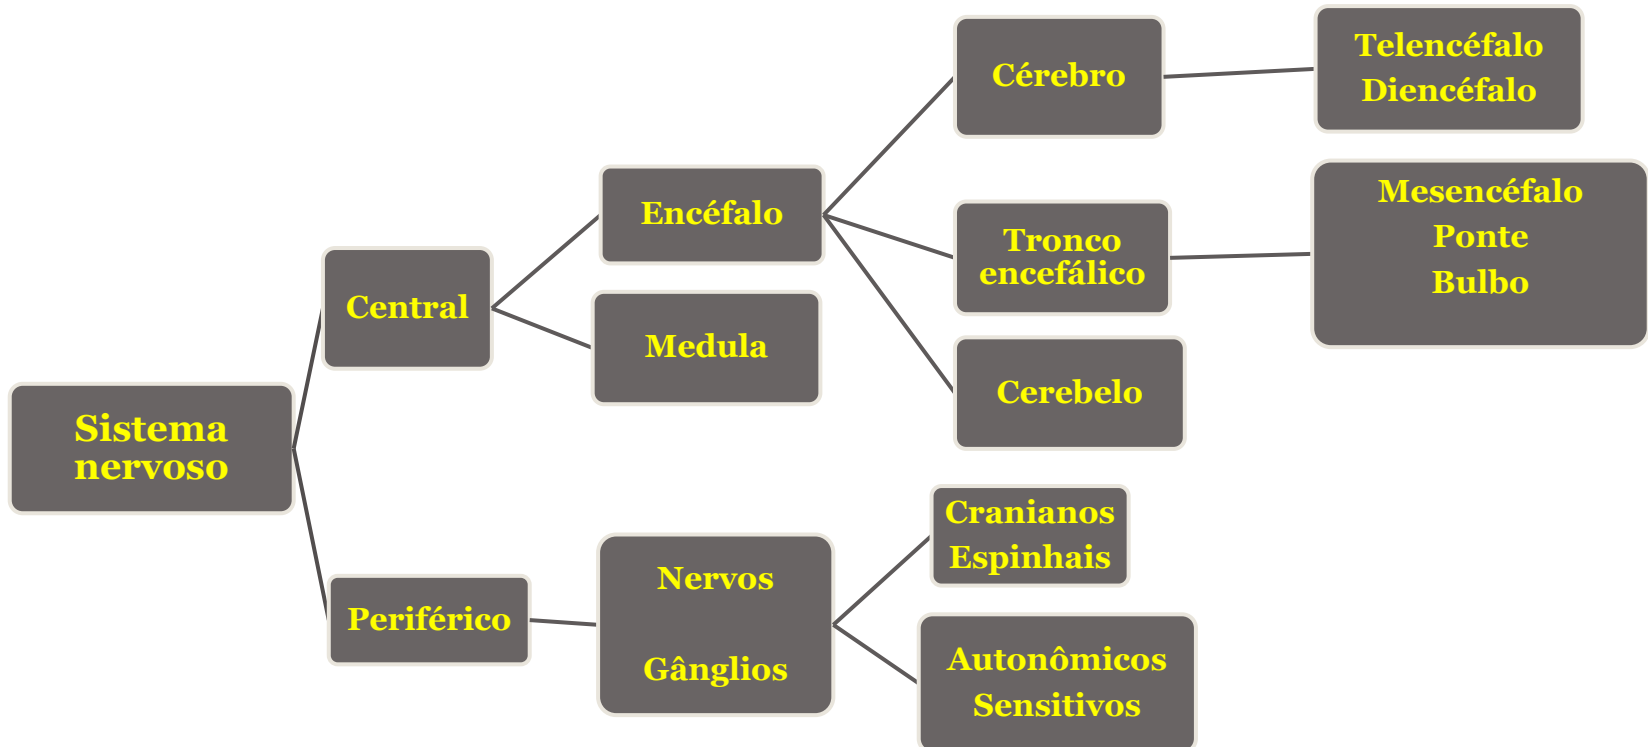 Sistema
nervoso
Central
Encéfalo
Cérebro
Telencéfalo
Diencéfalo
Tronco
encefálico
Mesencéfalo
Ponte
Bulbo
Cerebelo
Medula
Periférico
Nervos
Gânglios
Cranianos
Espinhais
Autonômicos
Sensitivos